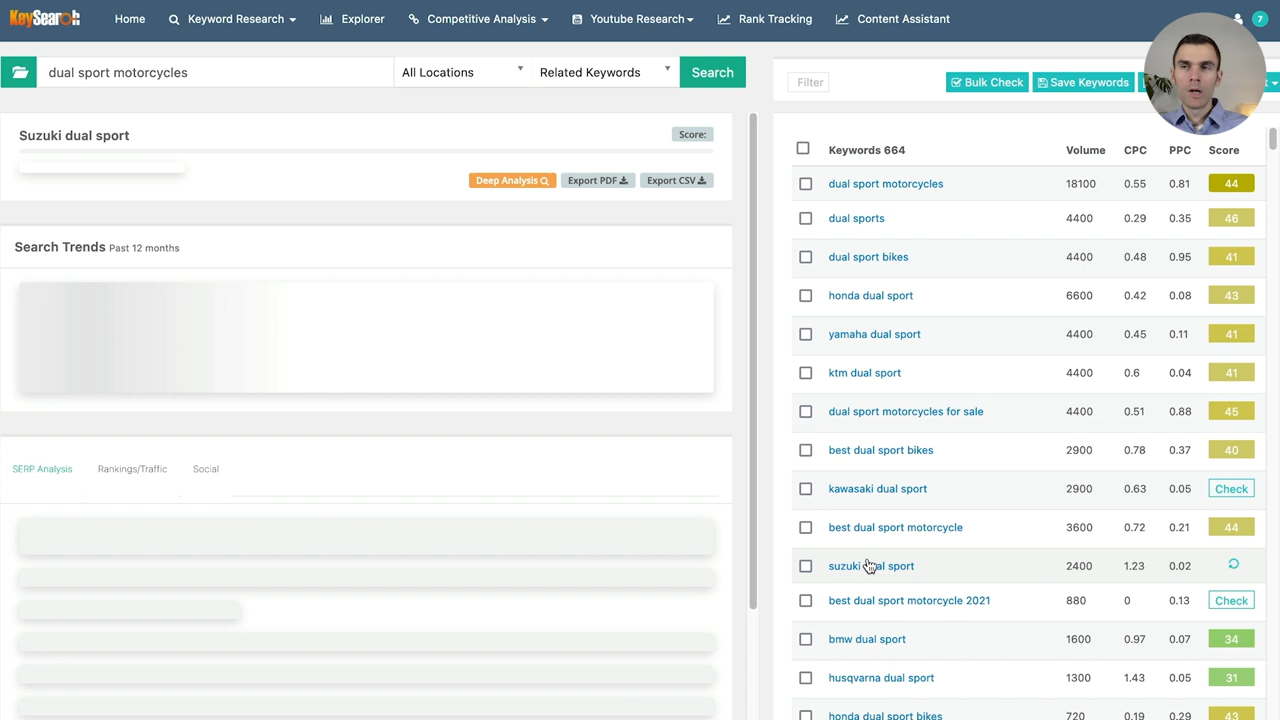 KeySearch
Home
Keyword Research
Explorer
Competitive Analysis
Youtube Research
Rank Tracking
Content Assistant
7
dual sport motorcycles
All Locations
Related Keywords
Search
Filter
Bulk Check
Save Keywords
Suzuki dual sport
Score:
Deep Analysis
Export PDF
Export CSV
Search Trends Past 12 months
SERP Analysis
Rankings/Traffic
Social
Keywords 664 Volume CPC PPC Score
dual sport motorcycles 18100 0.55 0.81 44
dual sports 4400 0.29 0.35 46
dual sport bikes 4400 0.48 0.95 41
honda dual sport 6600 0.42 0.08 43
yamaha dual sport 4400 0.45 0.11 41
ktm dual sport 4400 0.6 0.04 41
dual sport motorcycles for sale 4400 0.51 0.88 45
best dual sport bikes 2900 0.78 0.37 40
kawasaki dual sport 2900 0.63 0.05 Check
best dual sport motorcycle 3600 0.72 0.21 44
suzuki dual sport 2400 1.23 0.02
best dual sport motorcycle 2021 880 0 0.13 Check
bmw dual sport 1600 0.97 0.07 34
husqvarna dual sport 1300 1.43 0.05 31
honda dual sport bikes 720 0.19 0.29 43